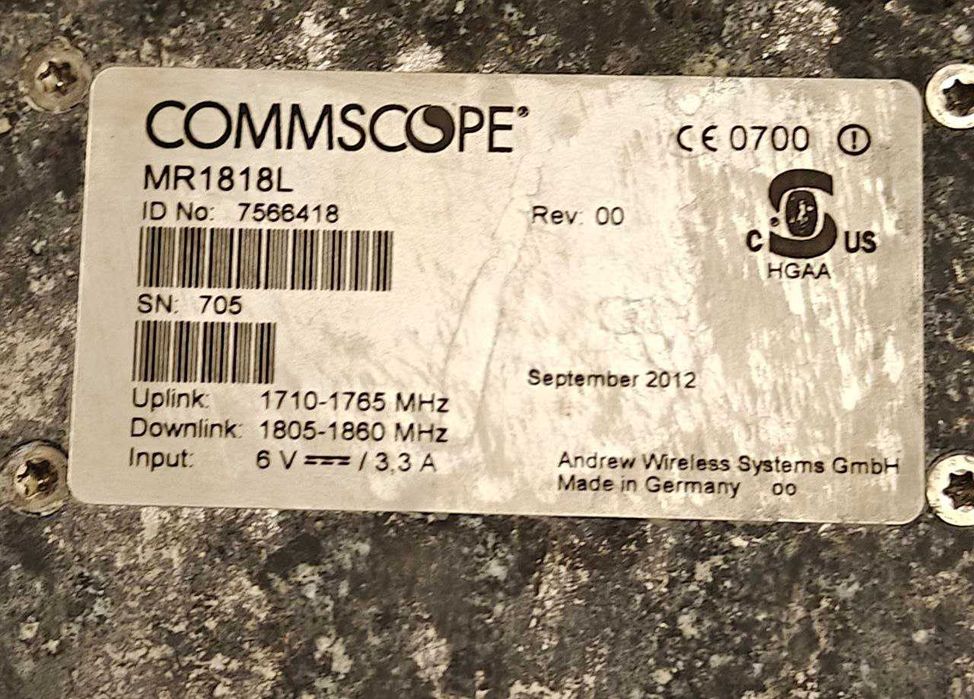 COMMSCOPE®
CE 0700
MR1818L
ID No: 7566418
Rev: 00
C ® US
HGAA
SN: 705
September 2012
Uplink: 1710-1765 MHz
Downlink: 1805-1860 MHz
Input: 6 V / 3,3 A
Andrew Wireless Systems GmbH
Made in Germany oo